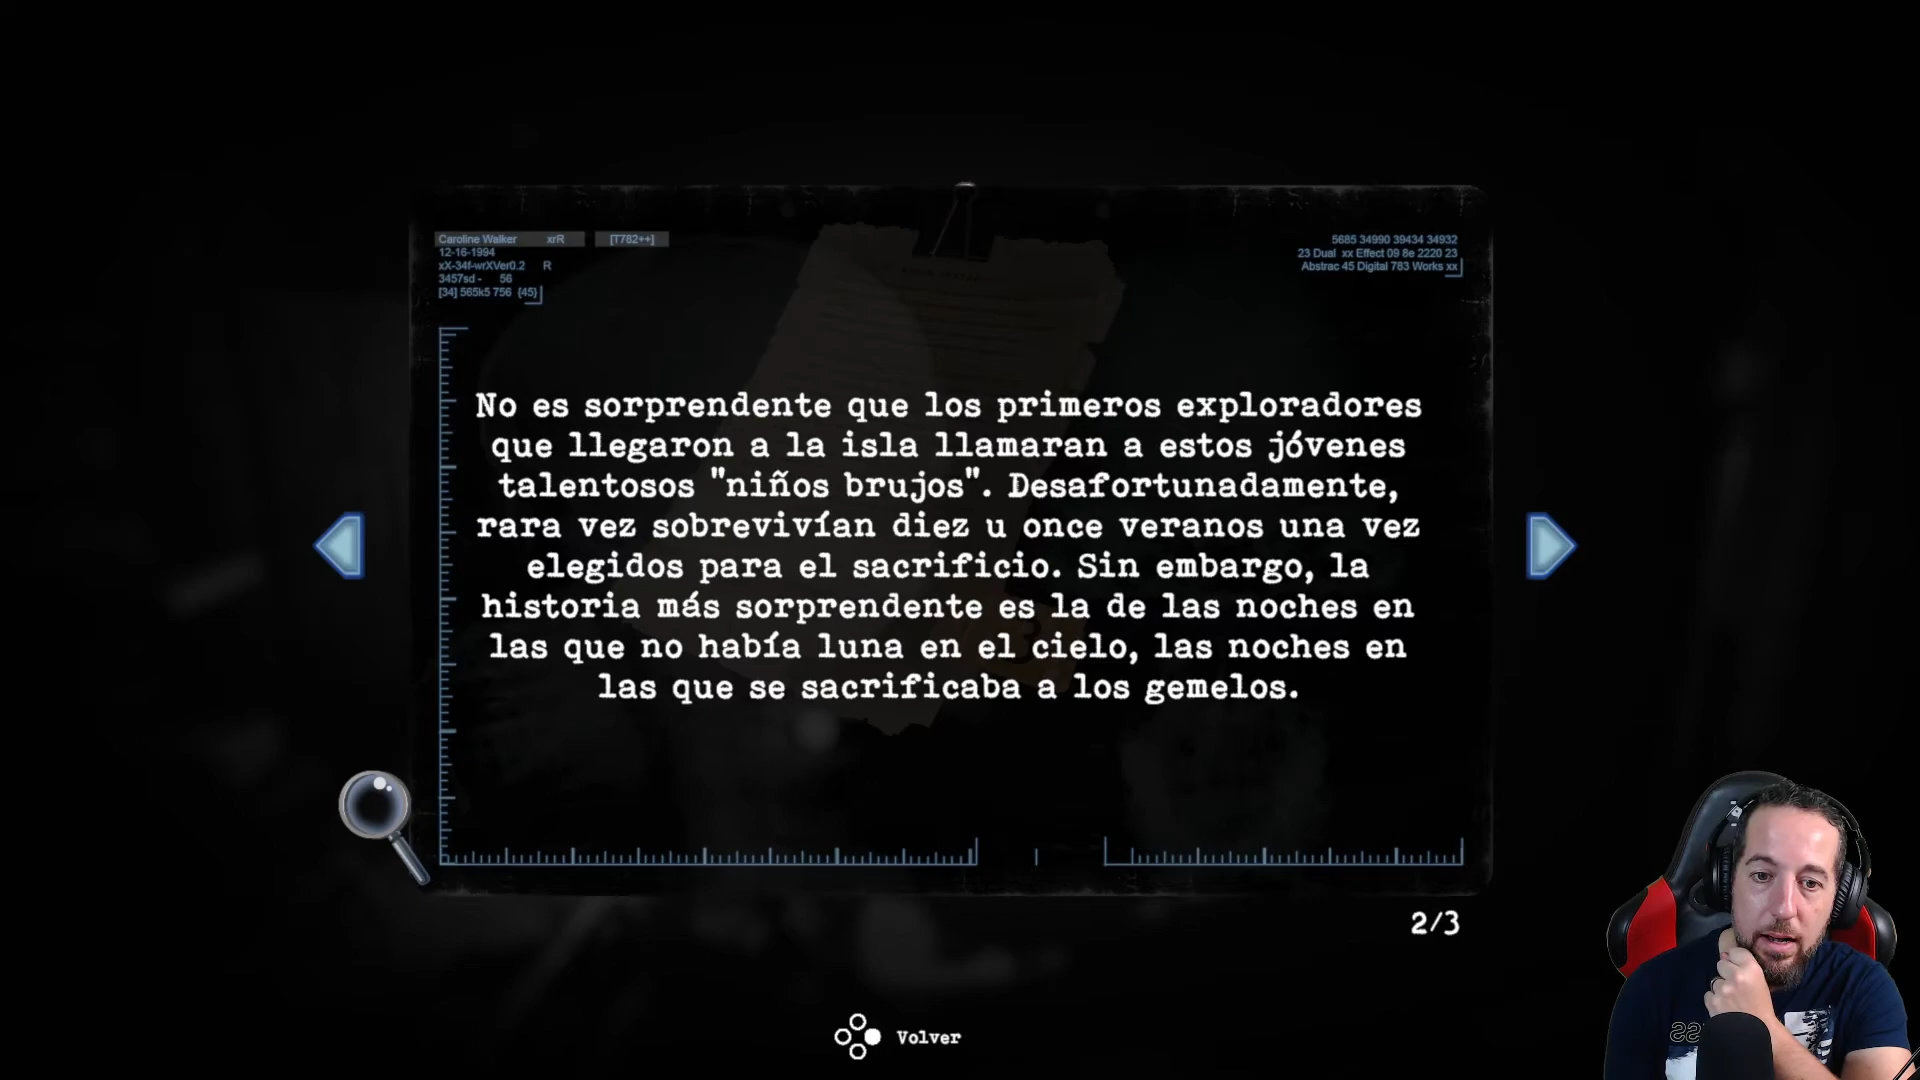 Caroline Walker xrR [T782++]
12-16-1994
xX-34f-wrXVer0.2 R
3457sd - 56
[34] 565k5 756 {45}
5685 34990 39434 34932
23 Dual xx Effect 09 8e 2220 23
Abstrac 45 Digital 783 Works xx
No es sorprendente que los primeros exploradores
que llegaron a la isla llamaran a estos jóvenes
talentosos "niños brujos". Desafortunadamente,
rara vez sobrevivían diez u once veranos una vez
elegidos para el sacrificio. Sin embargo, la
historia más sorprendente es la de las noches en
las que no había luna en el cielo, las noches en
las que se sacrificaba a los gemelos.
2/3
Volver